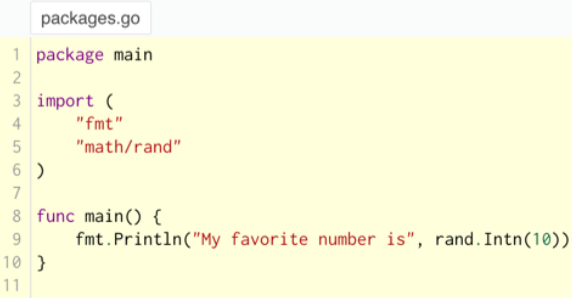 packages.go
1 package main
2
3 import (
4     "fmt"
5     "math/rand"
6 )
7
8 func main() {
9     fmt.Println("My favorite number is", rand.Intn(10))
10 }
11